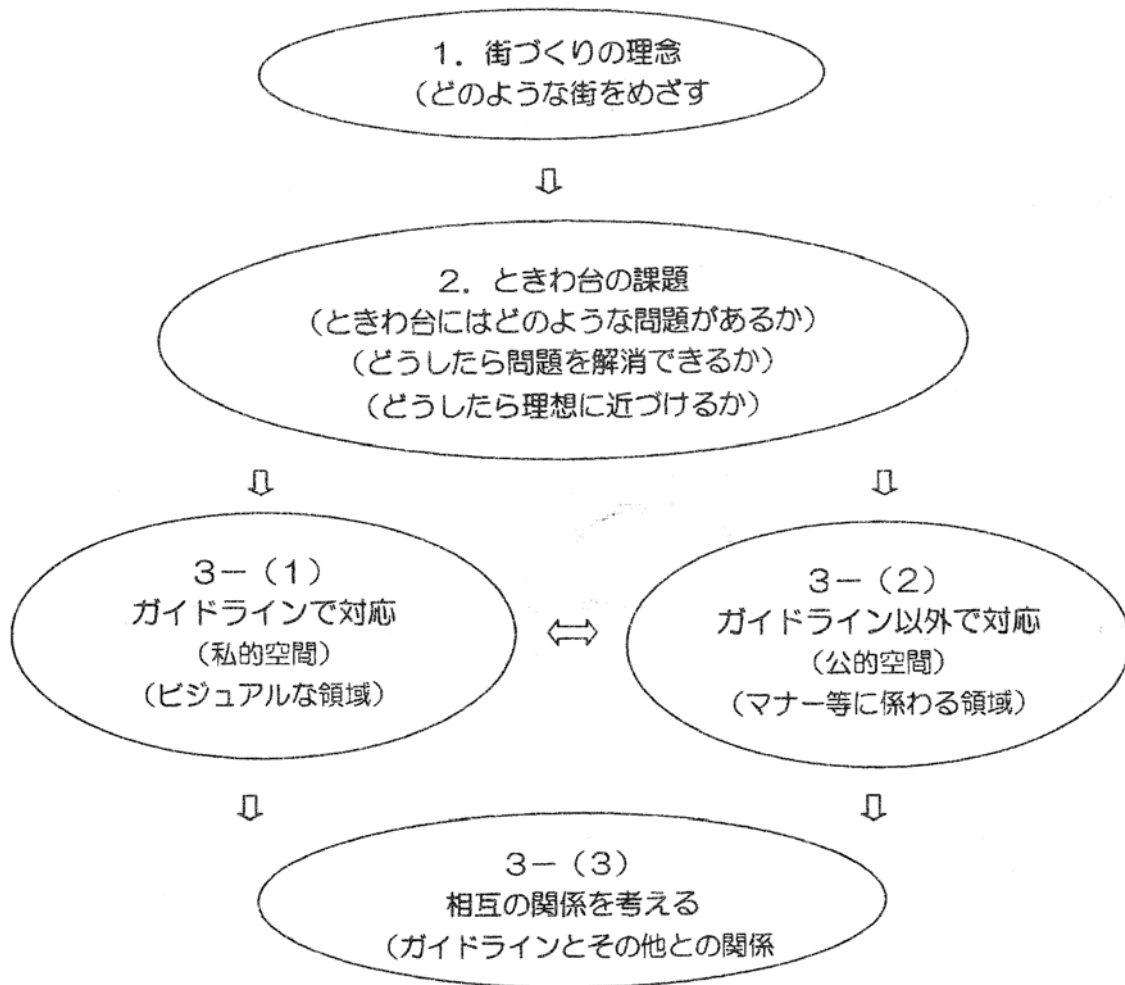 1．街づくりの理念
（どのような街をめざす
⇩
2．ときわ台の課題
（ときわ台にはどのような問題があるか）
（どうしたら問題を解消できるか）
（どうしたら理想に近づけるか）
⇩ ⇩
3－（1）
ガイドラインで対応
（私的空間）
（ビジュアルな領域）
⇔
3－（2）
ガイドライン以外で対応
（公的空間）
（マナー等に係わる領域）
⇩ ⇩
3－（3）
相互の関係を考える
（ガイドラインとその他との関係